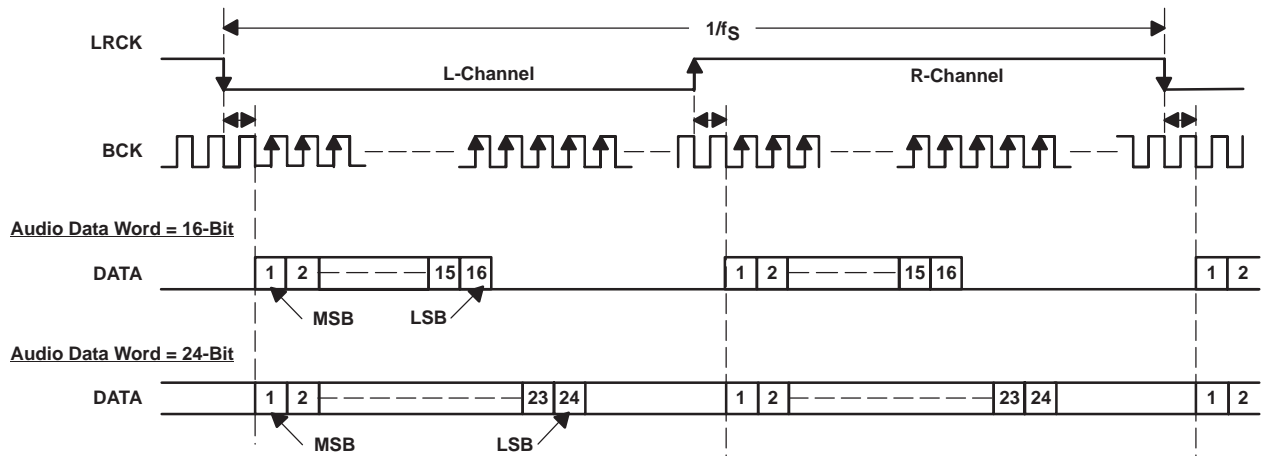 1/fS
LRCK
L-Channel
R-Channel
BCK
Audio Data Word = 16-Bit
DATA
1 2 15 16 1 2 15 16 1 2
MSB LSB
Audio Data Word = 24-Bit
DATA
1 2 23 24 1 2 23 24 1 2
MSB LSB